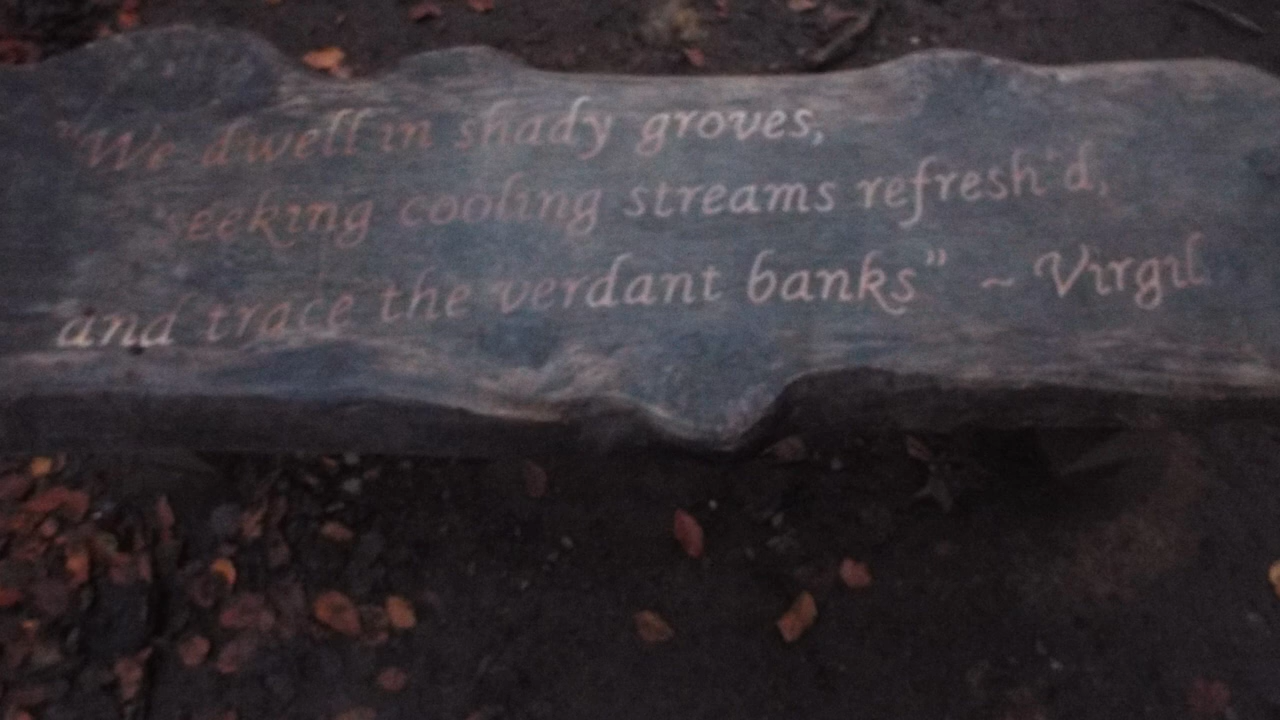 "We dwell in shady groves,
seeking cooling streams refresh'd,
and trace the verdant banks" ~ Virgil